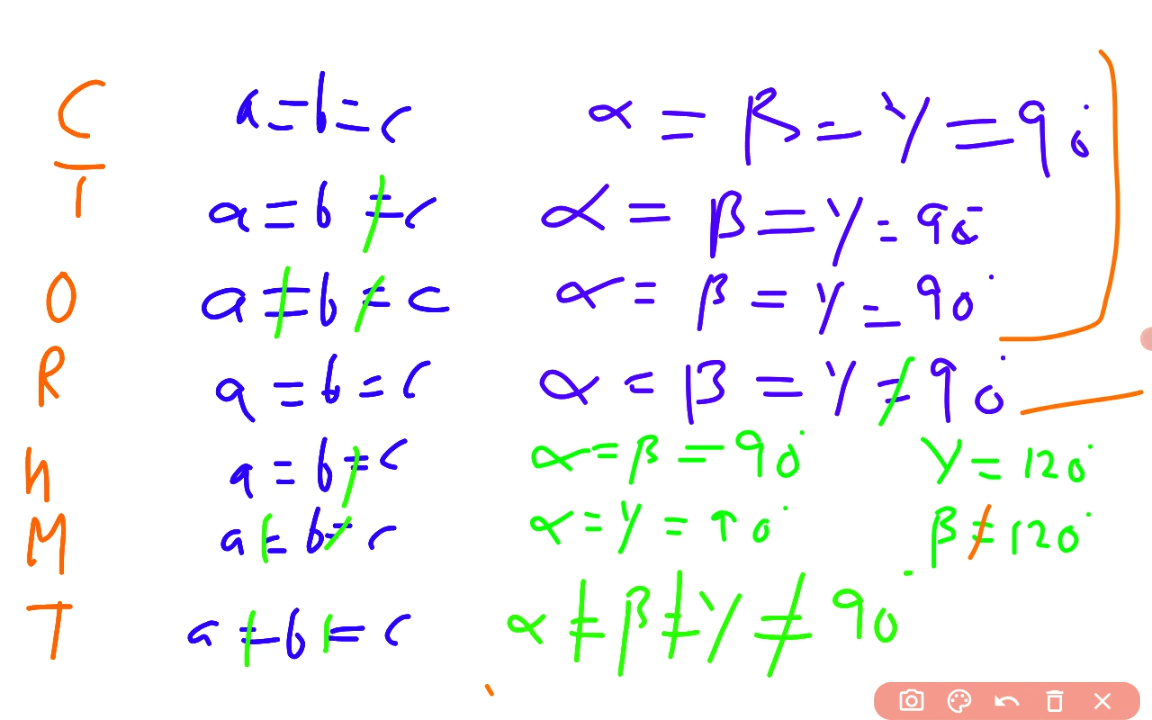 C a = b = c α = β = γ = 90°
T a = b ≠ c α = β = γ = 90°
O a ≠ b ≠ c α = β = γ = 90°
R a = b = c α = β = γ ≠ 90°
H a = b ≠ c α = β = 90° γ = 120°
M a ≠ b ≠ c α = γ = 90° β ≠ 120°
T a ≠ b ≠ c α ≠ β ≠ γ ≠ 90°